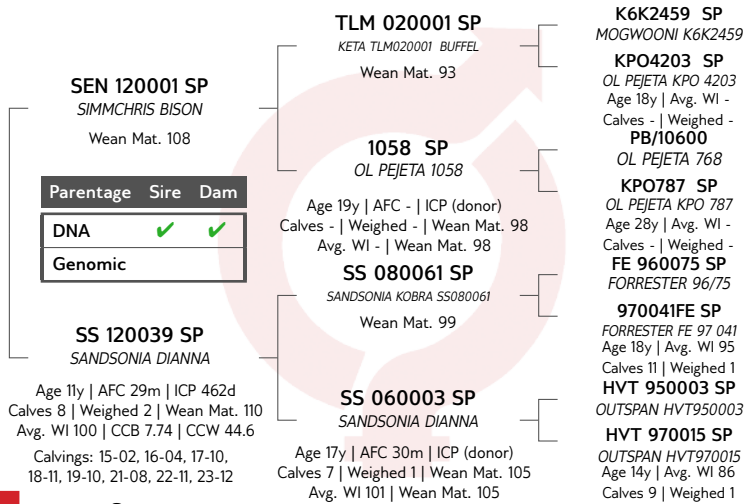 SEN 120001 SP
SIMMCHRIS BISON
Wean Mat. 108
Parentage Sire Dam
DNA ✔ ✔
Genomic
SS 120039 SP
SANDSONIA DIANNA
Age 11y | AFC 29m | ICP 462d
Calves 8 | Weighed 2 | Wean Mat. 110
Avg. WI 100 | CCB 7.74 | CCW 44.6
Calvings: 15-02, 16-04, 17-10,
18-11, 19-10, 21-08, 22-11, 23-12
TLM 020001 SP
KETA TLM020001 BUFFEL
Wean Mat. 93
1058 SP
OL PEJETA 1058
Age 19y | AFC - | ICP (donor)
Calves - | Weighed - | Wean Mat. 98
Avg. WI - | Wean Mat. 98
SS 080061 SP
SANDSONIA KOBRA SS080061
Wean Mat. 99
SS 060003 SP
SANDSONIA DIANNA
Age 17y | AFC 30m | ICP (donor)
Calves 7 | Weighed 1 | Wean Mat. 105
Avg. WI 101 | Wean Mat. 105
K6K2459 SP
MOGWOONI K6K2459
KPO4203 SP
OL PEJETA KPO 4203
Age 18y | Avg. WI -
Calves - | Weighed -
PB/10600
OL PEJETA 768
KPO787 SP
OL PEJETA KPO 787
Age 28y | Avg. WI -
Calves - | Weighed -
FE 960075 SP
FORRESTER 96/75
970041FE SP
FORRESTER FE 97 041
Age 18y | Avg. WI 95
Calves 11 | Weighed 1
HVT 950003 SP
OUTSPAN HVT950003
HVT 970015 SP
OUTSPAN HVT970015
Age 14y | Avg. WI 86
Calves 9 | Weighed 1